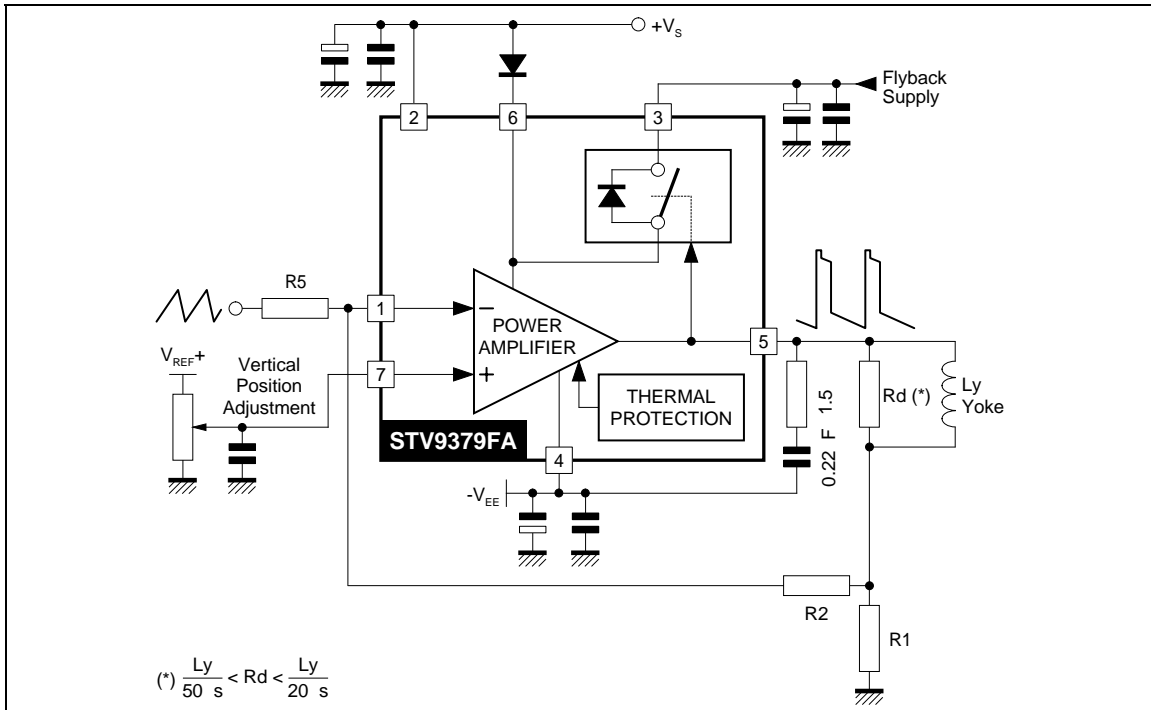 +VS
Flyback
Supply
2
6
3
R5
1
POWER
AMPLIFIER
5
VREF+
Vertical
Position
Adjustment
7
+
−
THERMAL
PROTECTION
STV9379FA
4
-VEE
0.22 F 1.5
Rd (*)
Ly
Yoke
R2
R1
(*) Ly/50 s < Rd < Ly/20 s